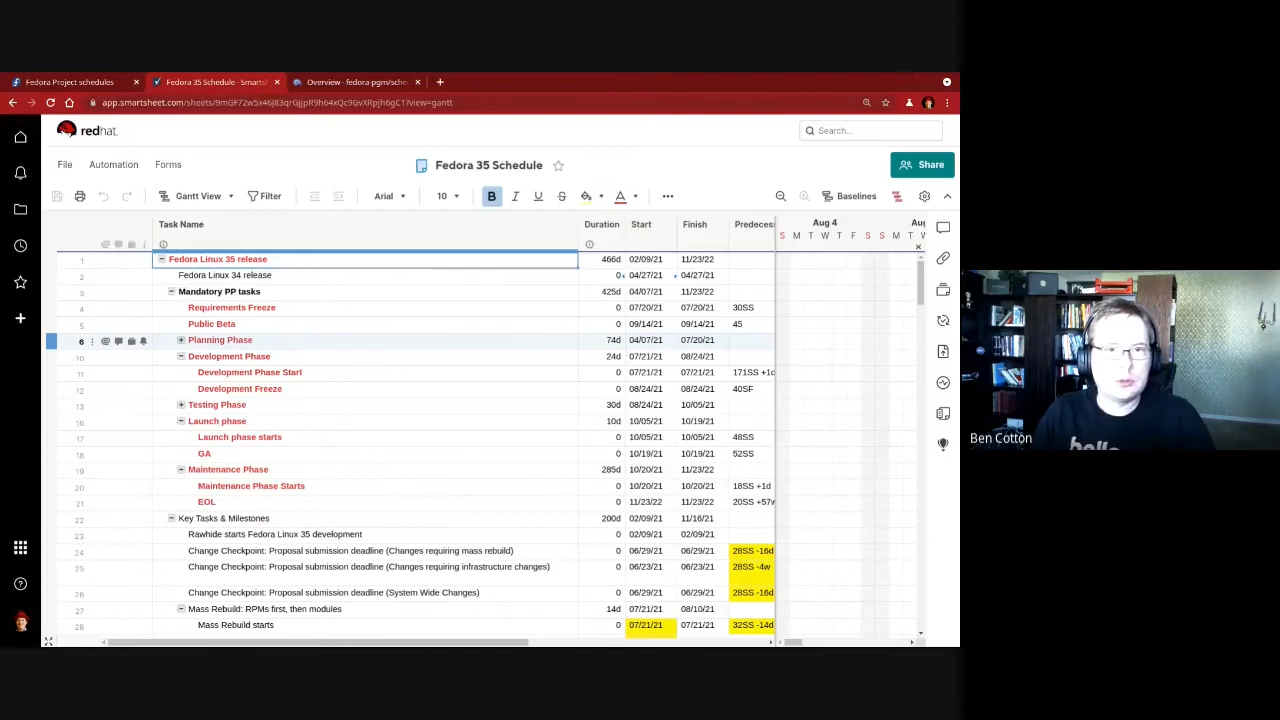 Fedora Project schedules × Fedora 35 Schedule - Smarts × Overview - fedora-pgm/sche × +
app.smartsheet.com/sheets/9mGF72w5x46J83qrGJjpR9h64xQc9GvXRpjh6gC1?view=gantt
redhat. Search...
File Automation Forms Fedora 35 Schedule Share
Gantt View Filter Arial 10 B I U S A ••• Baselines
Task Name Duration Start Finish Predecess Aug 4 Aug
S M T W T F S S M T W
1 Fedora Linux 35 release 466d 02/09/21 11/23/22
2 Fedora Linux 34 release 0 04/27/21 04/27/21
3 Mandatory PP tasks 425d 04/07/21 11/23/22
4 Requirements Freeze 0 07/20/21 07/20/21 30SS
5 Public Beta 0 09/14/21 09/14/21 45
6 Planning Phase 74d 04/07/21 07/20/21
10 Development Phase 24d 07/21/21 08/24/21
11 Development Phase Start 0 07/21/21 07/21/21 171SS +1d
12 Development Freeze 0 08/24/21 08/24/21 40SF
13 Testing Phase 30d 08/24/21 10/05/21
16 Launch phase 10d 10/05/21 10/19/21
17 Launch phase starts 0 10/05/21 10/05/21 48SS
18 GA 0 10/19/21 10/19/21 52SS
19 Maintenance Phase 285d 10/20/21 11/23/22
20 Maintenance Phase Starts 0 10/20/21 10/20/21 18SS +1d
21 EOL 0 11/23/22 11/23/22 20SS +57w
22 Key Tasks & Milestones 200d 02/09/21 11/16/21
23 Rawhide starts Fedora Linux 35 development 0 02/09/21 02/09/21
24 Change Checkpoint: Proposal submission deadline (Changes requiring mass rebuild) 0 06/29/21 06/29/21 28SS -16d
25 Change Checkpoint: Proposal submission deadline (Changes requiring infrastructure changes) 0 06/23/21 06/23/21 28SS -4w
26 Change Checkpoint: Proposal submission deadline (System Wide Changes) 0 06/29/21 06/29/21 28SS -16d
27 Mass Rebuild: RPMs first, then modules 14d 07/21/21 08/10/21
28 Mass Rebuild starts 0 07/21/21 07/21/21 32SS -14d
Ben Cotton
hello